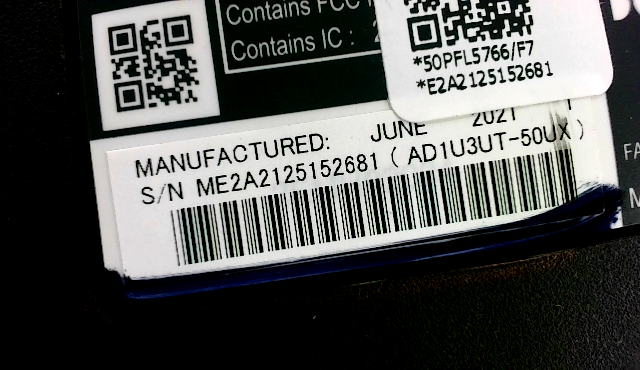 Contains FCC
Contains IC :
*50PFL5766/F7
*E2A2125152681
MANUFACTURED: JUNE 2021
S/N ME2A2125152681 ( AD1U3UT-50UX )